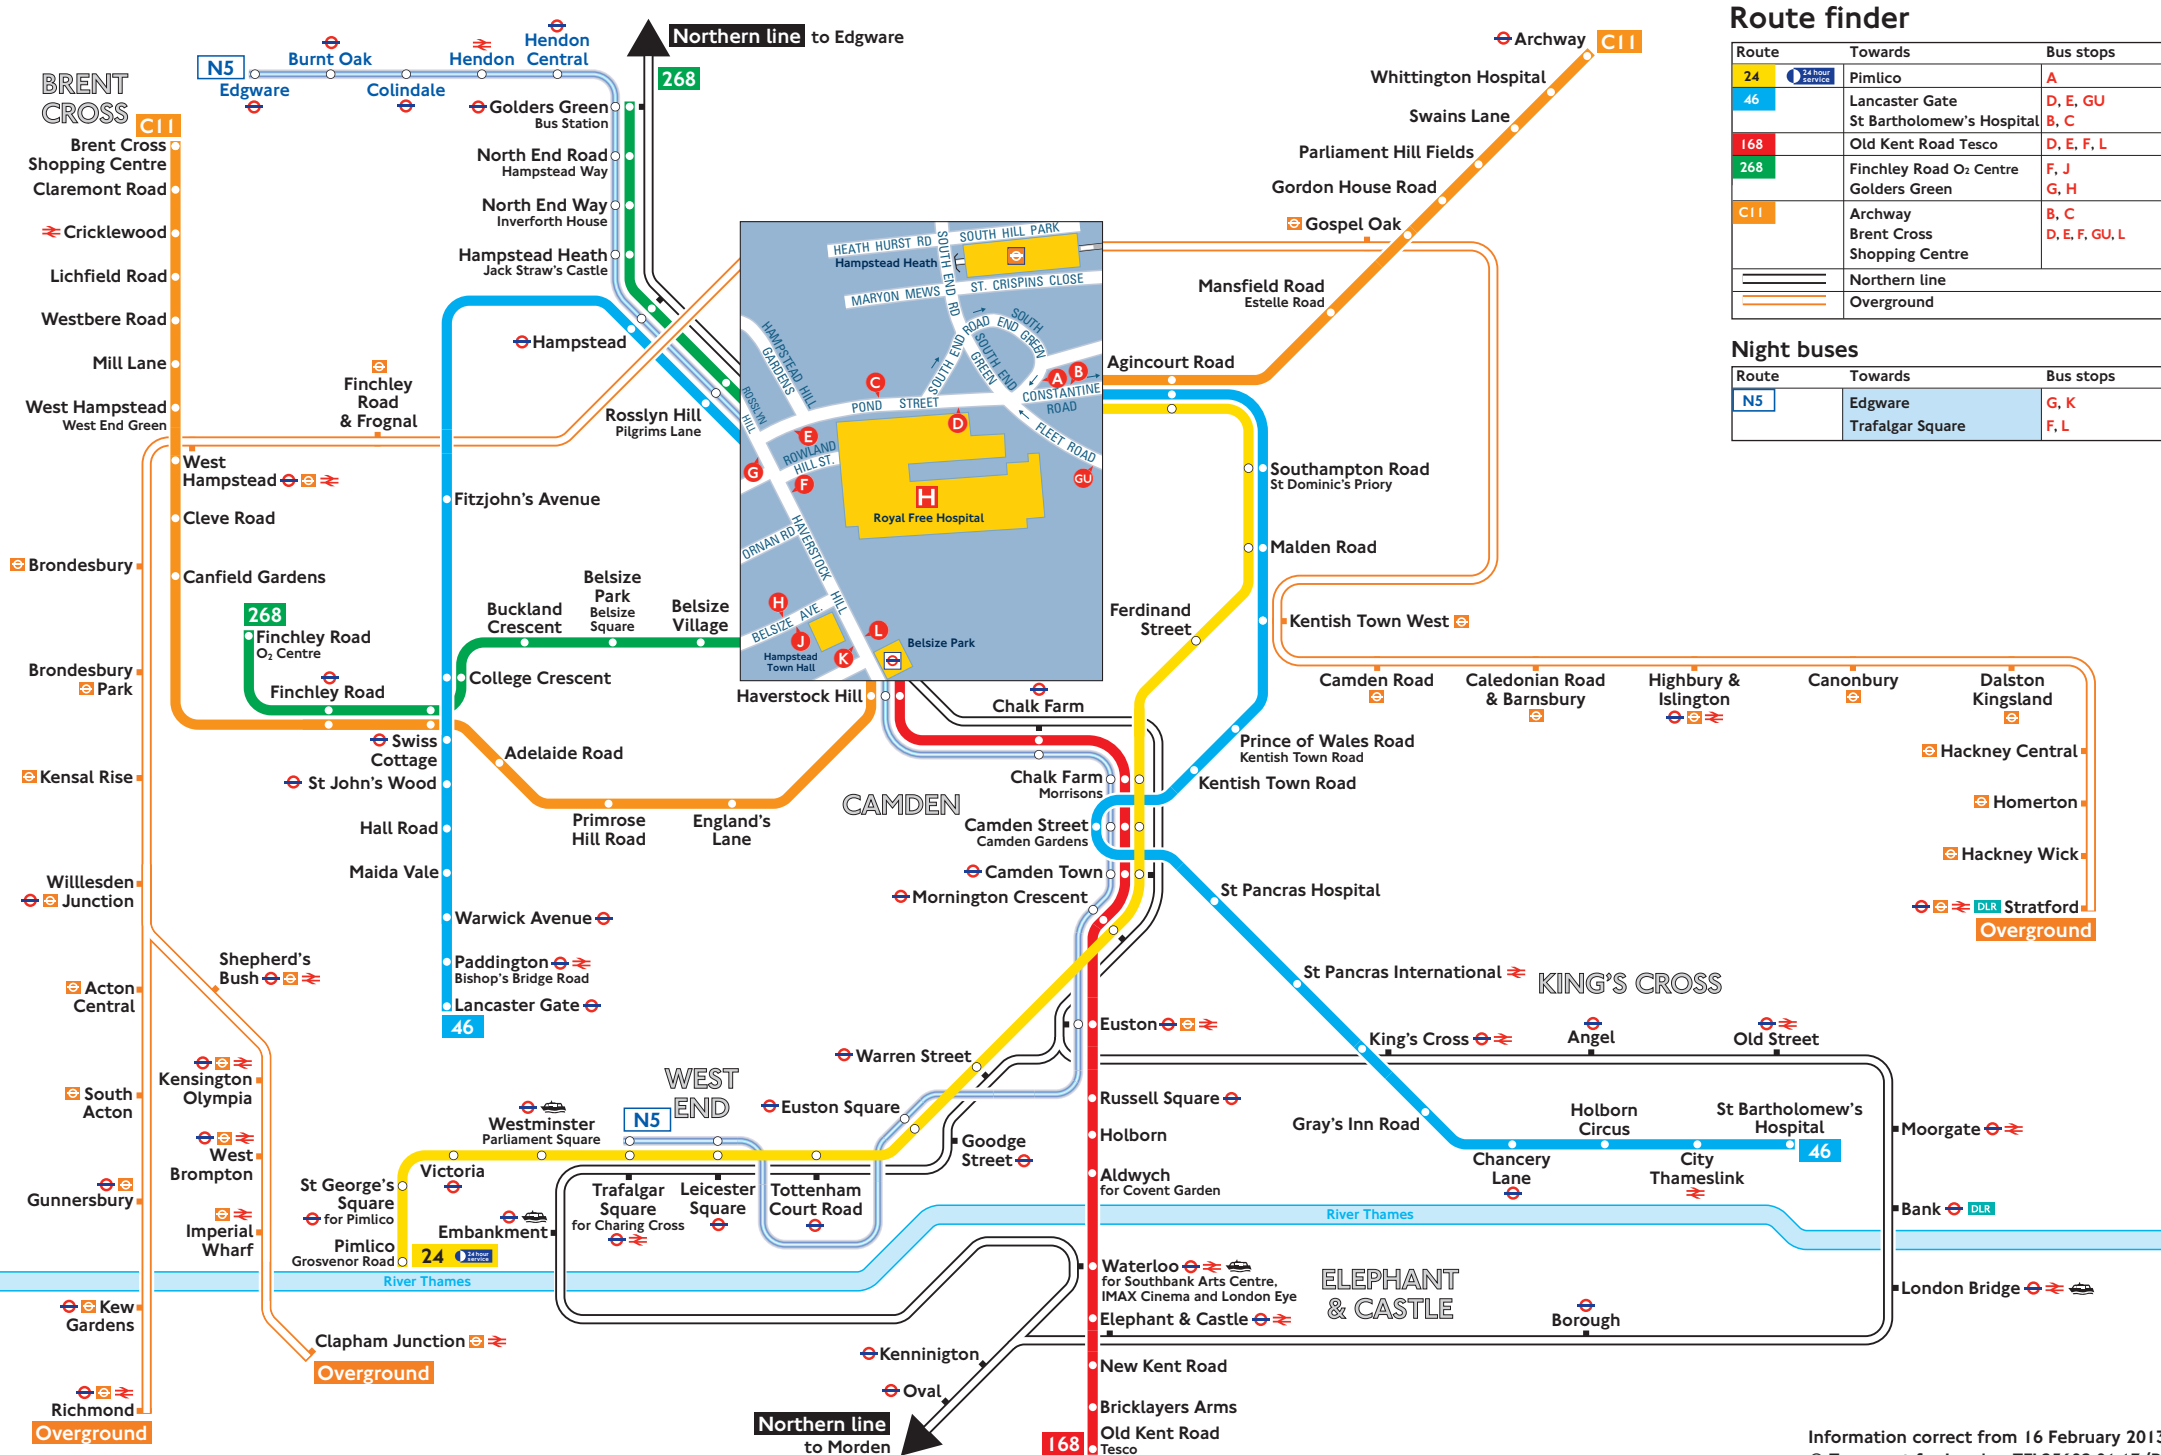 Northern line to Edgware
268
N5
Edgware
Burnt Oak
Colindale
Hendon
Hendon
Central
BRENT
CROSS
C11
Brent Cross
Shopping Centre
Claremont Road
Cricklewood
Lichfield Road
Westbere Road
Mill Lane
West Hampstead
West End Green
West
Hampstead
Cleve Road
Canfield Gardens
Finchley
Road
& Frognal
Golders Green
Bus Station
North End Road
Hampstead Way
North End Way
Inverforth House
Hampstead Heath
Jack Straw's Castle
Hampstead
Rosslyn Hill
Pilgrims Lane
Fitzjohn's Avenue
268
Finchley Road
O2 Centre
Finchley Road
Buckland
Crescent
Belsize
Park
Belsize
Square
Belsize
Village
College Crescent
Swiss
Cottage
St John's Wood
Hall Road
Maida Vale
Warwick Avenue
Paddington
Bishop's Bridge Road
Lancaster Gate
46
Adelaide Road
Primrose
Hill Road
England's
Lane
Haverstock Hill
HEATH HURST RD
SOUTH HILL PARK
Hampstead Heath
SOUTH END RD
MARYON MEWS
ST. CRISPINS CLOSE
HAMPSTEAD HILL
GARDENS
SOUTH END ROAD
SOUTH
END GREEN
SOUTH END
GREEN
ROSSLYN
HILL
POND STREET
CONSTANTINE
ROAD
FLEET ROAD
A
B
C
D
E
F
G
GU
ROWLAND
HILL ST.
H
Royal Free Hospital
ORNAN RD
HAVERSTOCK HILL
BELSIZE AVE.
H
J
K
L
Hampstead
Town Hall
Belsize Park
Archway
C11
Whittington Hospital
Swains Lane
Parliament Hill Fields
Gordon House Road
Gospel Oak
Mansfield Road
Estelle Road
Agincourt Road
Southampton Road
St Dominic's Priory
Malden Road
Ferdinand
Street
Kentish Town West
Camden Road
Caledonian Road
& Barnsbury
Highbury &
Islington
Canonbury
Dalston
Kingsland
Hackney Central
Homerton
Hackney Wick
DLR Stratford
Overground
Prince of Wales Road
Kentish Town Road
Kentish Town Road
Chalk Farm
Chalk Farm
Morrisons
CAMDEN
Camden Street
Camden Gardens
Camden Town
Mornington Crescent
St Pancras Hospital
St Pancras International
KING'S CROSS
King's Cross
Angel
Old Street
Gray's Inn Road
Chancery
Lane
Holborn
Circus
City
Thameslink
St Bartholomew's
Hospital
46
Moorgate
Bank DLR
London Bridge
Borough
Euston
Warren Street
Euston Square
Russell Square
Holborn
Aldwych
for Covent Garden
Goodge
Street
WEST
END
N5
Westminster
Parliament Square
Victoria
Trafalgar
Square
for Charing Cross
Leicester
Square
Tottenham
Court Road
Embankment
St George's
Square
for Pimlico
Pimlico
Grosvenor Road
24 24 hour service
River Thames
River Thames
Waterloo
for Southbank Arts Centre,
IMAX Cinema and London Eye
ELEPHANT
& CASTLE
Elephant & Castle
New Kent Road
Bricklayers Arms
Old Kent Road
Tesco
168
Kennington
Oval
Northern line
to Morden
Brondesbury
Brondesbury
Park
Kensal Rise
Willlesden
Junction
Acton
Central
South
Acton
Gunnersbury
Kew
Gardens
Richmond
Overground
Shepherd's
Bush
Kensington
Olympia
West
Brompton
Imperial
Wharf
Clapham Junction
Overground
Route finder
Route Towards Bus stops
24 24 hour service Pimlico A
46 Lancaster Gate D, E, GU
St Bartholomew's Hospital B, C
168 Old Kent Road Tesco D, E, F, L
268 Finchley Road O2 Centre F, J
Golders Green G, H
C11 Archway B, C
Brent Cross D, E, F, GU, L
Shopping Centre
Northern line
Overground
Night buses
Route Towards Bus stops
N5 Edgware G, K
Trafalgar Square F, L
Information correct from 16 February 2013